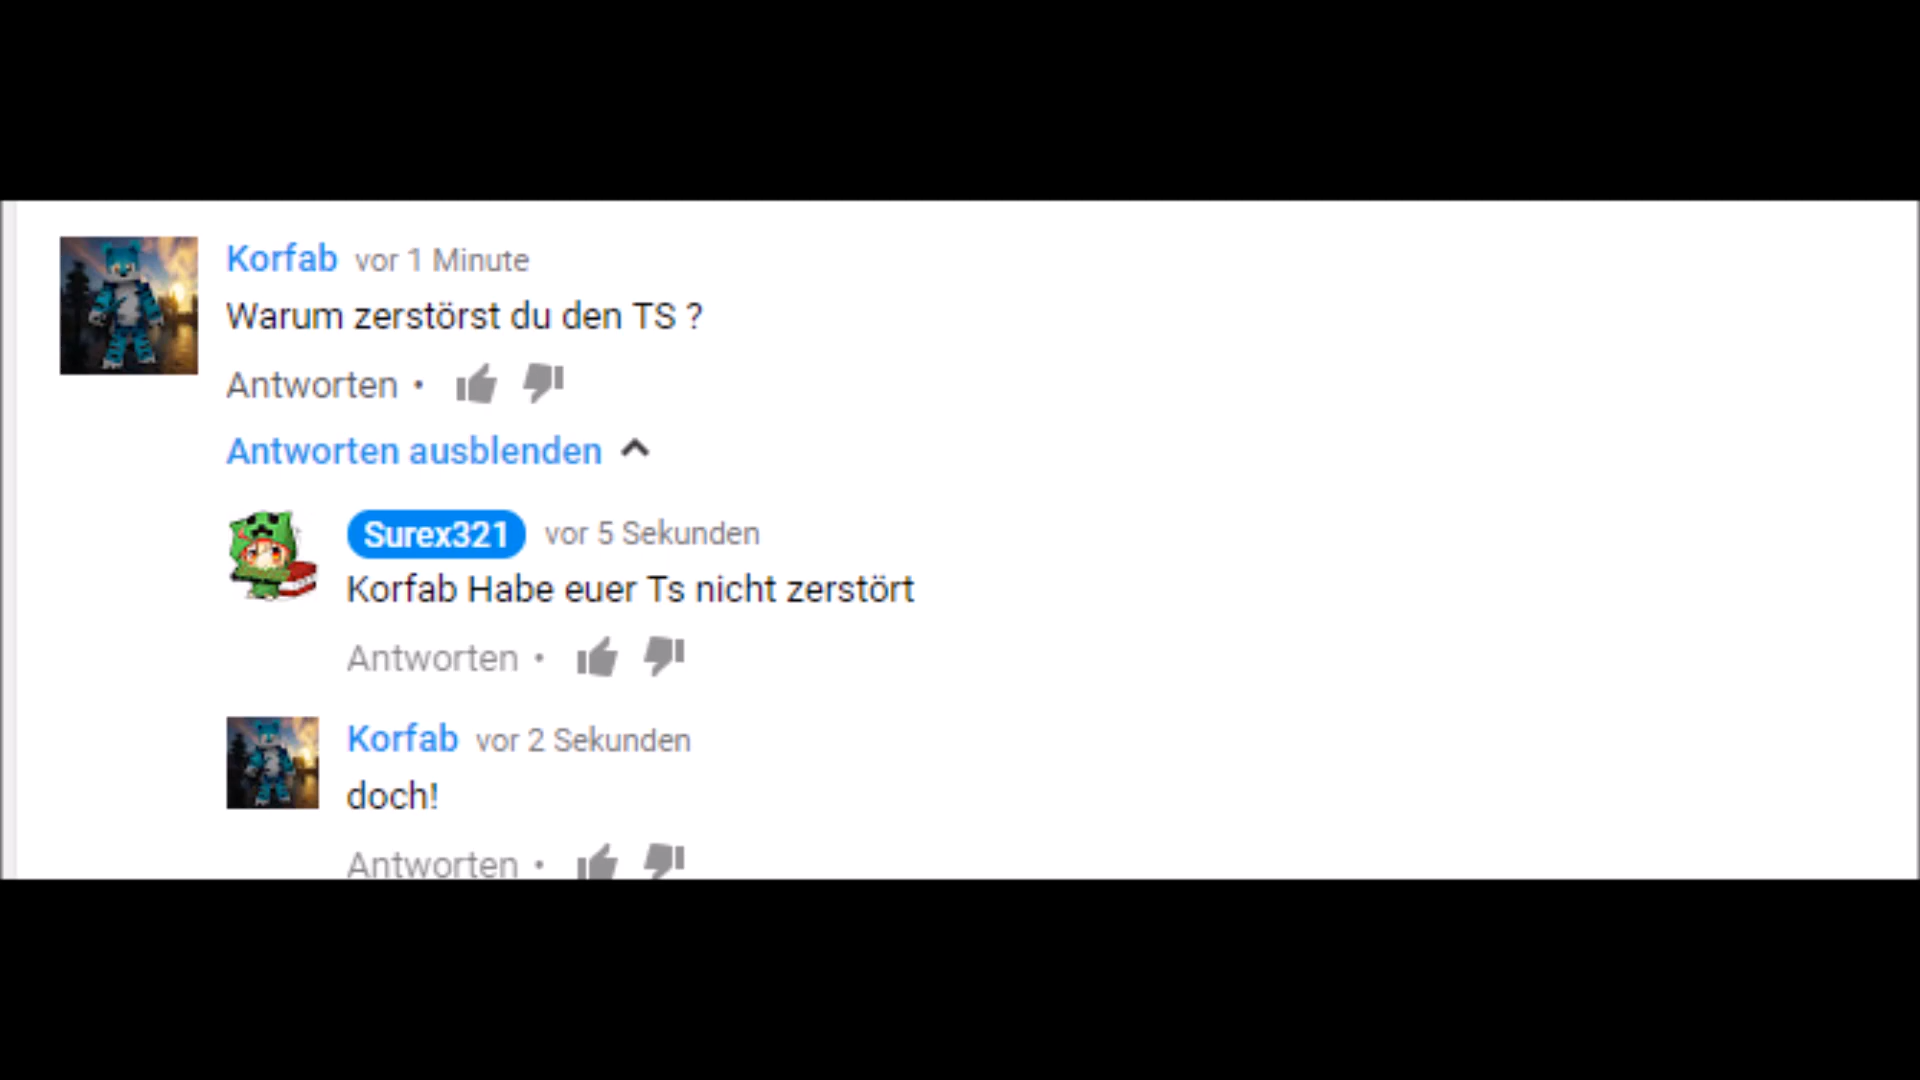 Korfab vor 1 Minute
Warum zerstörst du den TS ?
Antworten •
Antworten ausblenden
Surex321 vor 5 Sekunden
Korfab Habe euer Ts nicht zerstört
Antworten •
Korfab vor 2 Sekunden
doch!
Antworten •